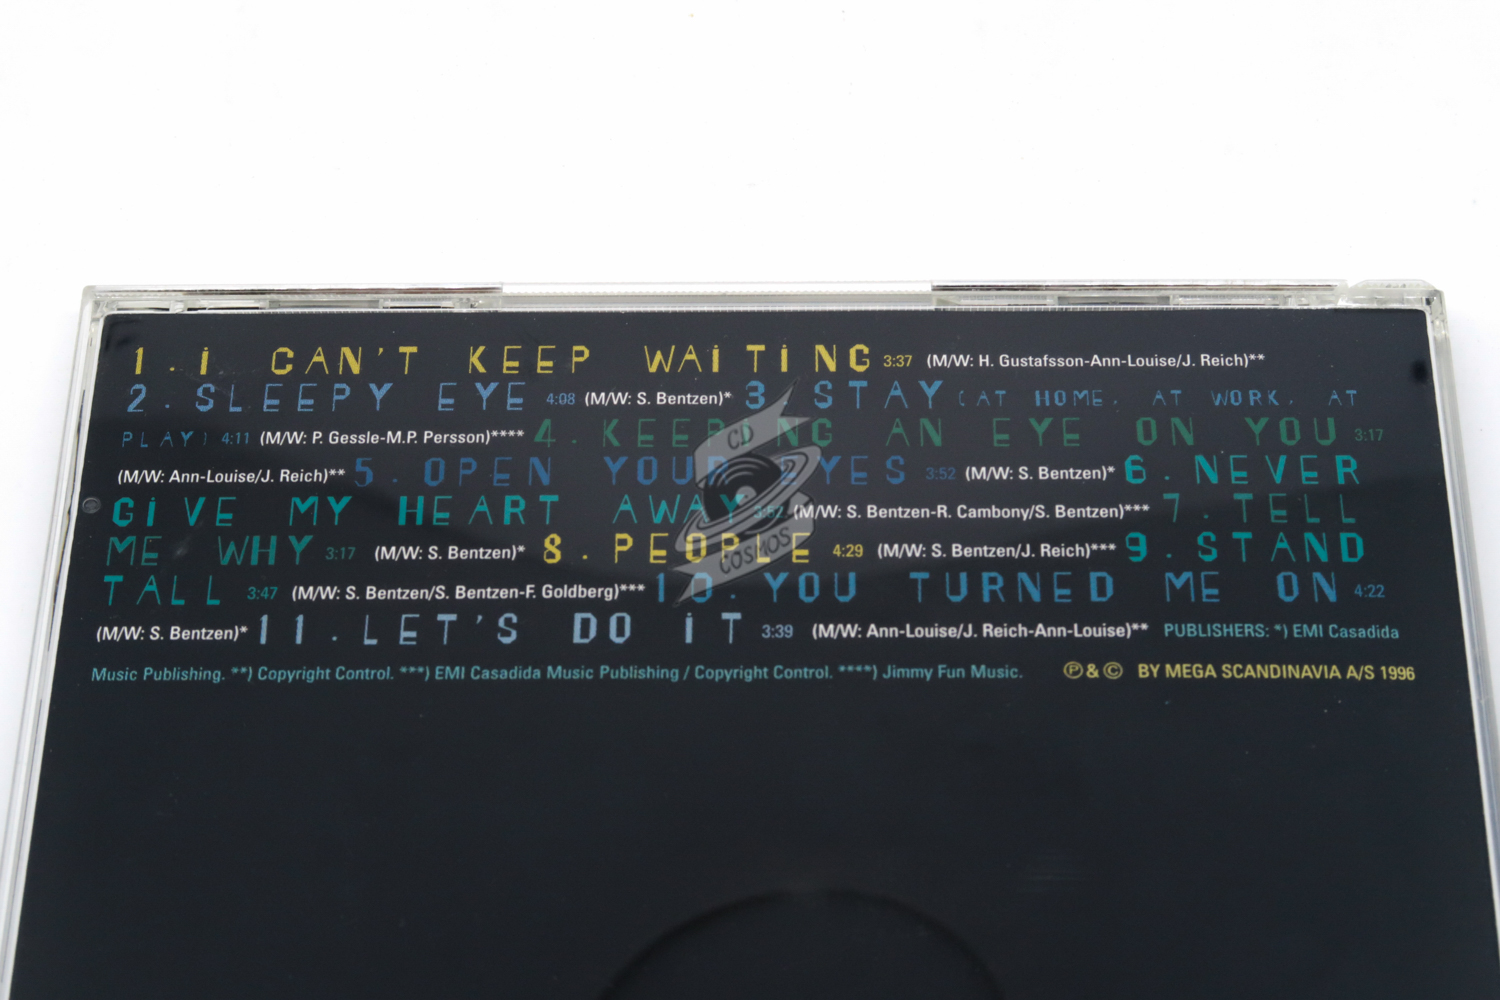 1. I CAN'T KEEP WAITING 3:37 (M/W: H. Gustafsson-Ann-Louise/J. Reich)**
2. SLEEPY EYE 4:08 (M/W: S. Bentzen)* 3. STAY (AT HOME, AT WORK, AT
PLAY) 4:11 (M/W: P. Gessle-M.P. Persson)**** 4. KEEPING AN EYE ON YOU 3:17
(M/W: Ann-Louise/J. Reich)** 5. OPEN YOUR EYES 3:52 (M/W: S. Bentzen)* 6. NEVER
GIVE MY HEART AWAY 3:52 (M/W: S. Bentzen-R. Cambony/S. Bentzen)*** 7. TELL
ME WHY 3:17 (M/W: S. Bentzen)* 8. PEOPLE 4:29 (M/W: S. Bentzen/J. Reich)*** 9. STAND
TALL 3:47 (M/W: S. Bentzen/S. Bentzen-F. Goldberg)*** 10. YOU TURNED ME ON 4:22
(M/W: S. Bentzen)* 11. LET'S DO IT 3:39 (M/W: Ann-Louise/J. Reich-Ann-Louise)** PUBLISHERS: *) EMI Casadida
Music Publishing. **) Copyright Control. ***) EMI Casadida Music Publishing / Copyright Control. ****) Jimmy Fun Music. ℗ & © BY MEGA SCANDINAVIA A/S 1996
CD
COSMOS